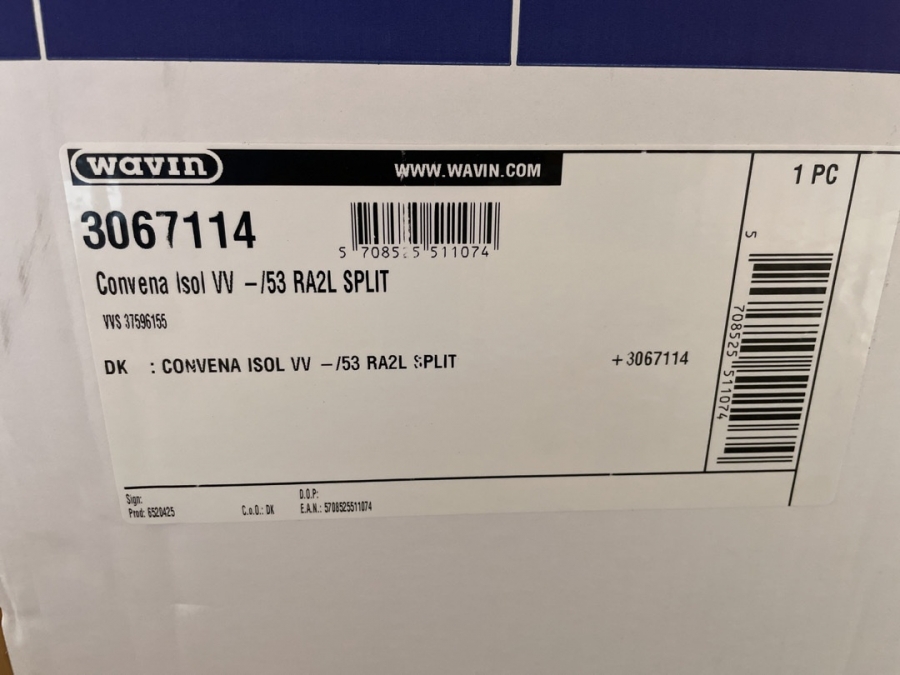 wavin
WWW.WAVIN.COM
1 PC
3067114
5 708525 511074
Convena Isol VV -/53 RA2L SPLIT
VVS 37596155
DK : CONVENA ISOL VV -/53 RA2L SPLIT +3067114
5 708525 511074
Sign:
Prod: 6520425
C.o.O.: DK
D.O.P:
E.A.N.: 5708525511074